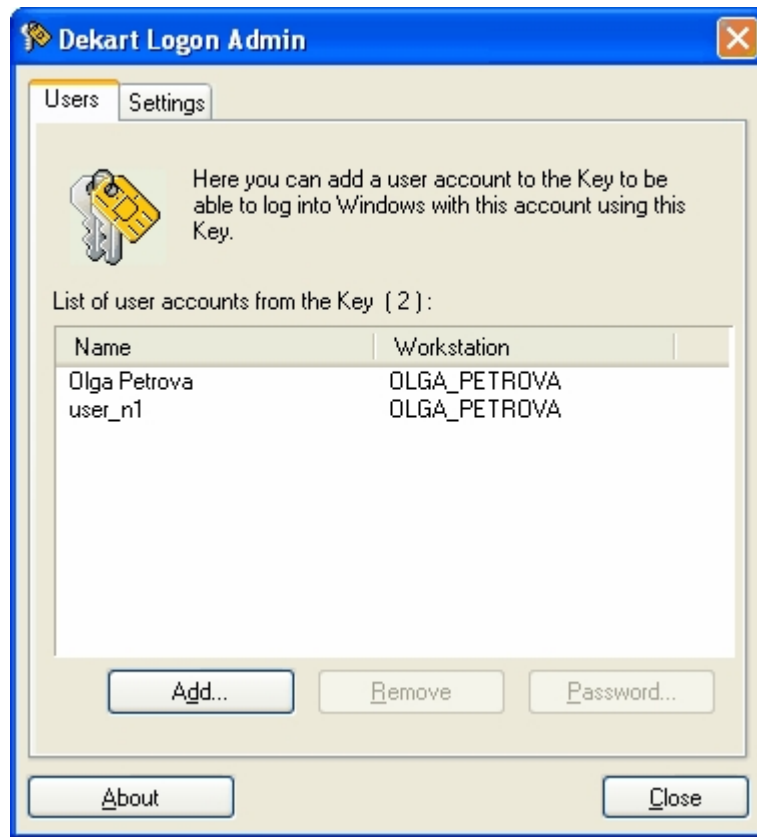 Dekart Logon Admin
Users Settings
Here you can add a user account to the Key to be
able to log into Windows with this account using this
Key.
List of user accounts from the Key ( 2 ) :
Name Workstation
Olga Petrova OLGA_PETROVA
user_n1 OLGA_PETROVA
Add... Remove Password...
About Close